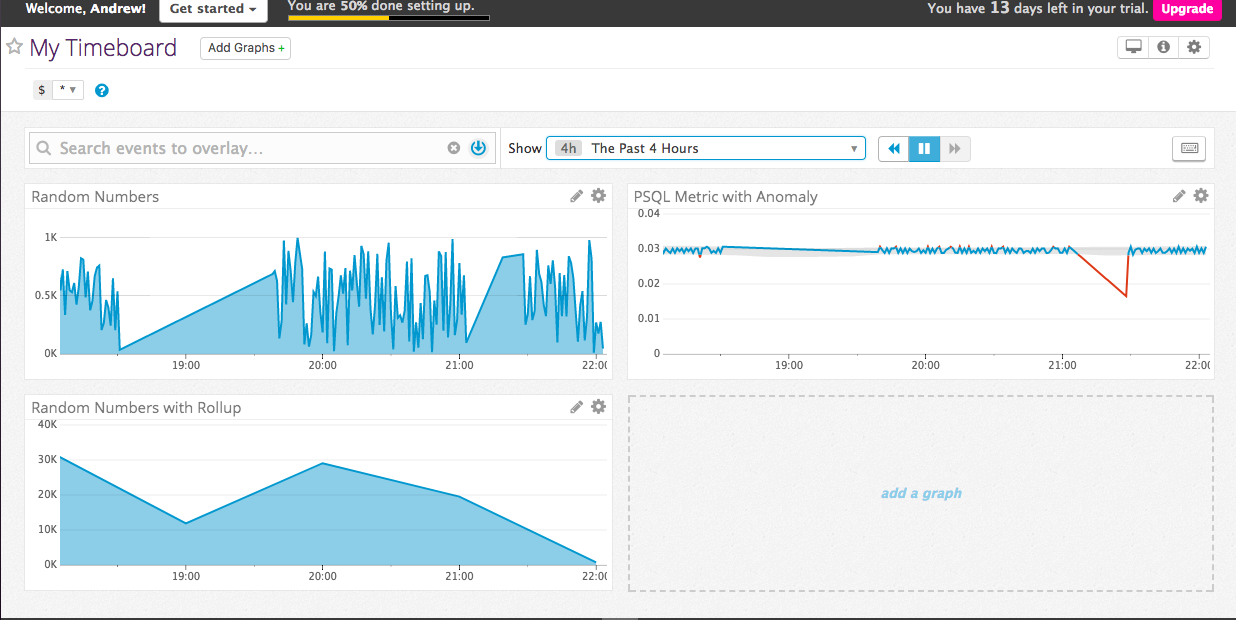 Welcome, Andrew! Get started You are 50% done setting up. You have 13 days left in your trial. Upgrade
My Timeboard Add Graphs +
$ * ?
Search events to overlay... Show 4h The Past 4 Hours
Random Numbers
1K
0.5K
0K
19:00 20:00 21:00 22:00
PSQL Metric with Anomaly
0.04
0.03
0.02
0.01
0
19:00 20:00 21:00 22:00
Random Numbers with Rollup
40K
30K
20K
10K
0K
19:00 20:00 21:00 22:00
add a graph